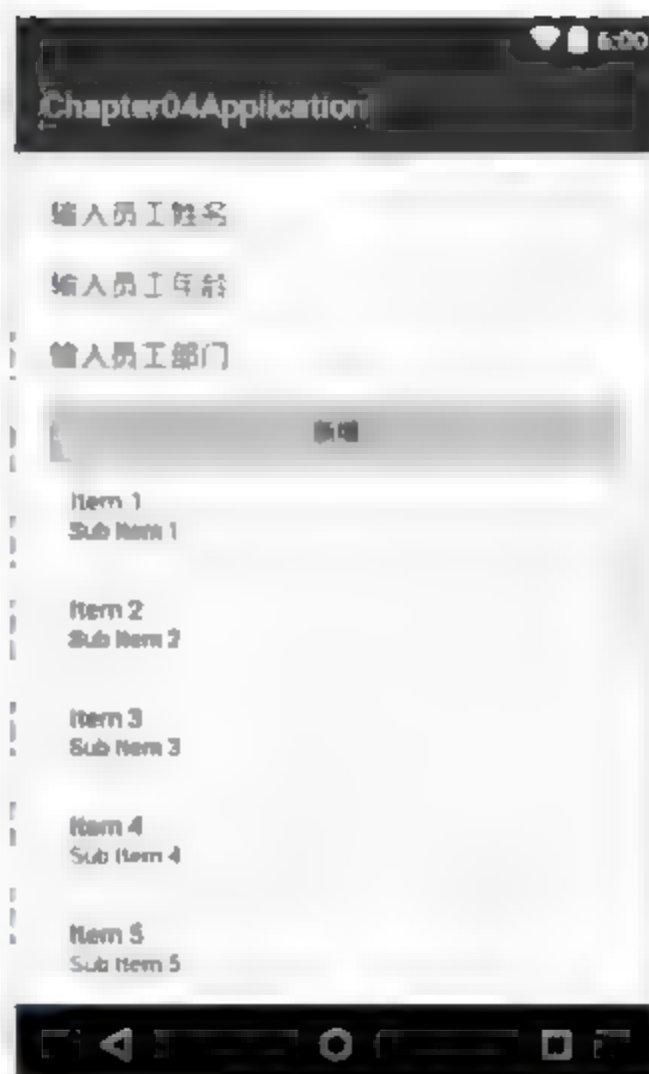 6:00
Chapter04Application
输入员工姓名
输入员工年龄
输入员工部门
新增
Item 1
Sub Item 1
Item 2
Sub Item 2
Item 3
Sub Item 3
Item 4
Sub Item 4
Item 5
Sub Item 5